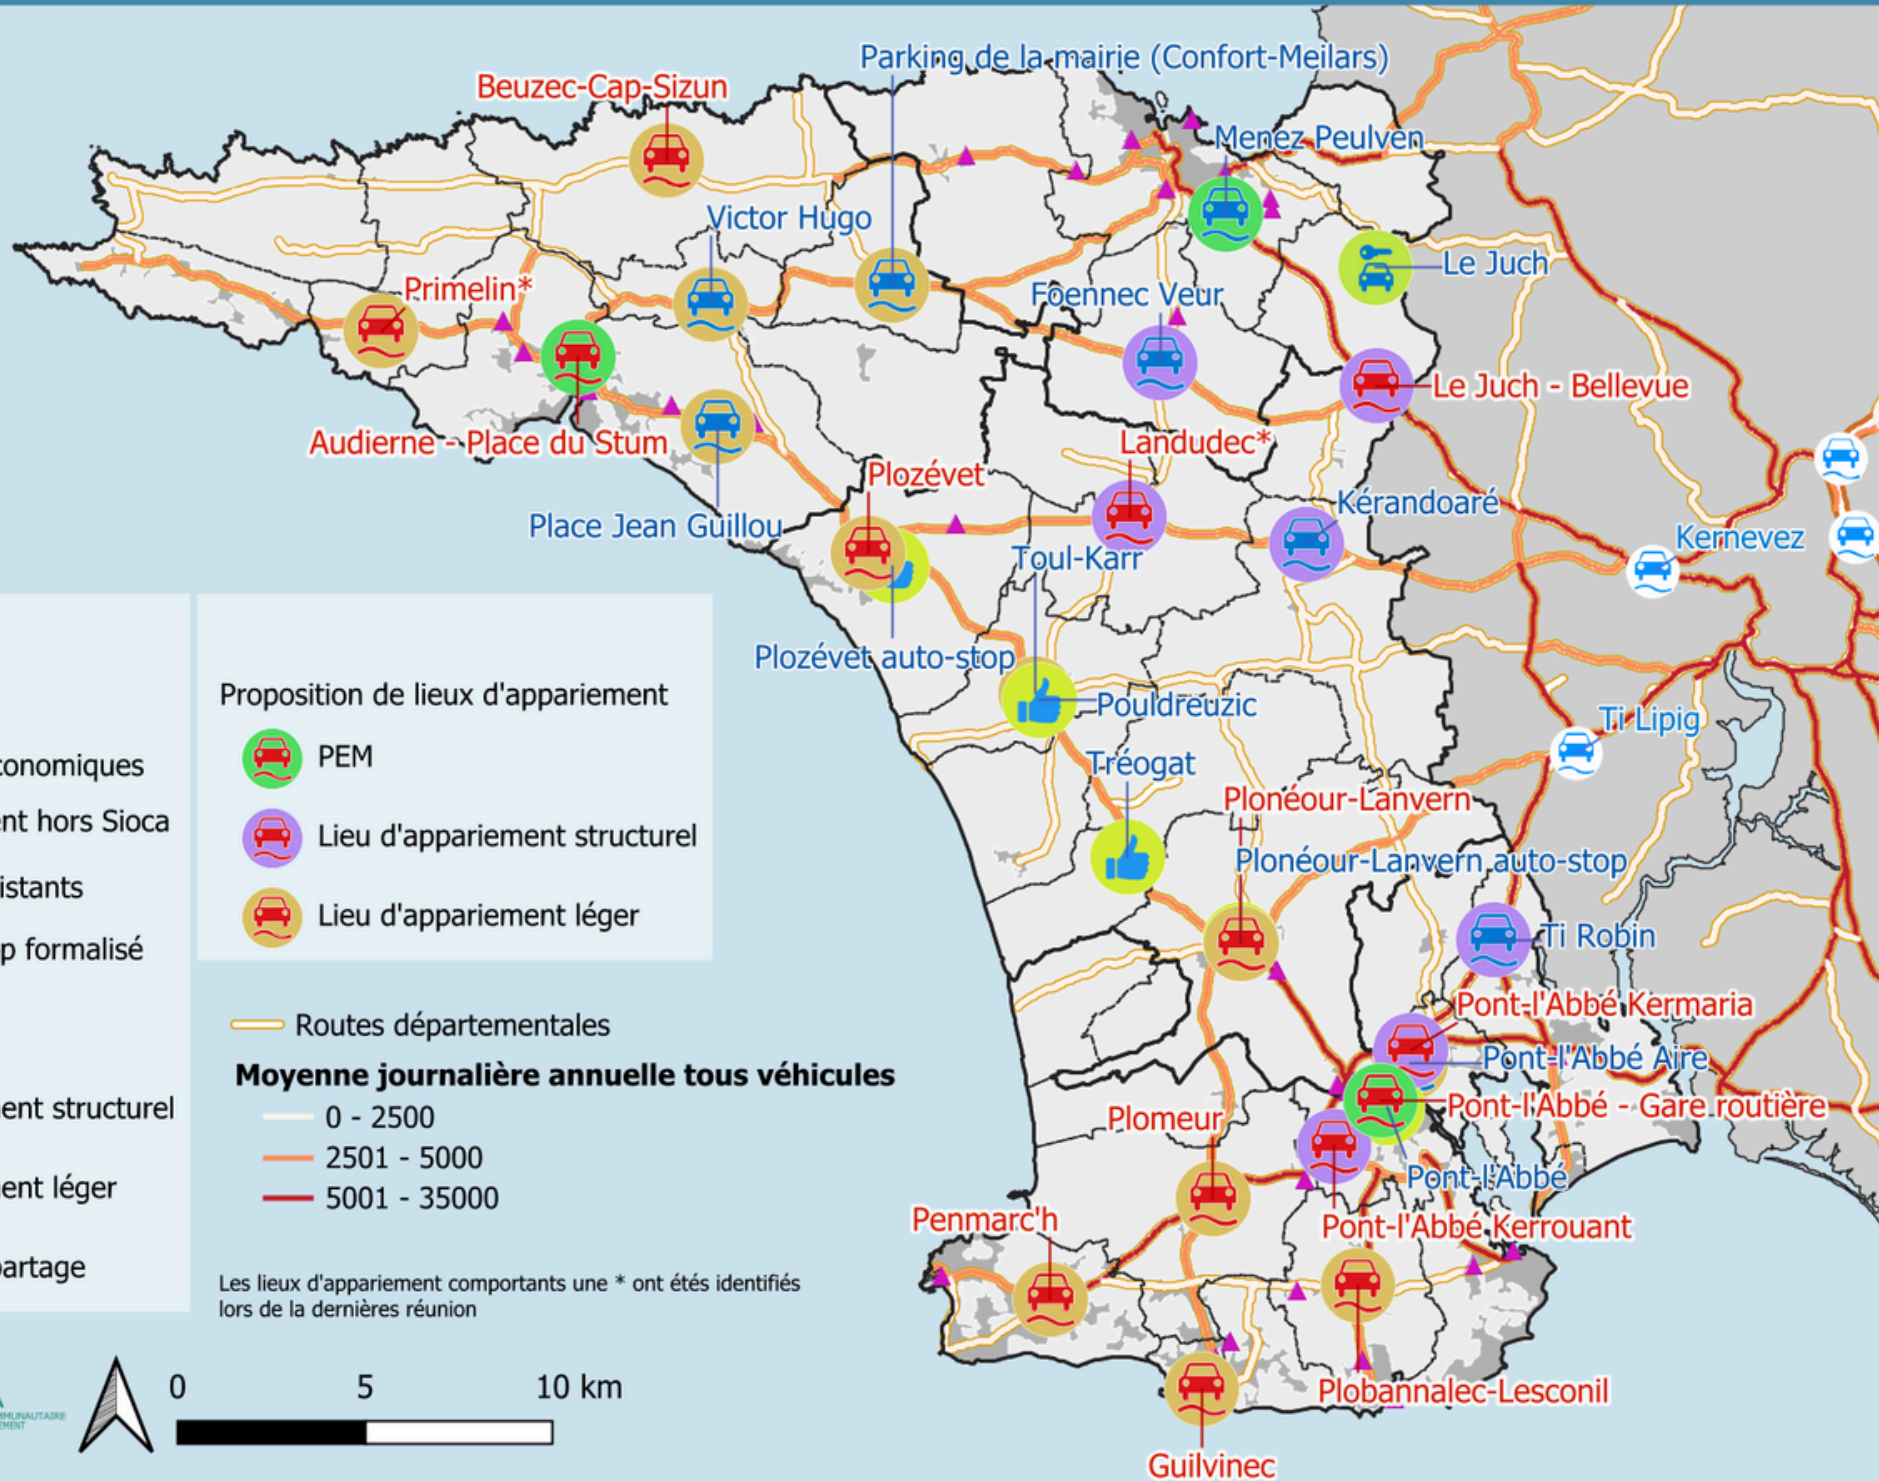 Parking de la mairie (Confort-Meilars)
Beuzec-Cap-Sizun
Menez Peulven
Victor Hugo
Le Juch
Primelin*
Foennec Veur
Le Juch - Bellevue
Audierne - Place du Stum
Landudec*
Plozévet
Kérandoaré
Place Jean Guillou
Kernevez
Toul-Karr
Plozévet auto-stop
Pouldreuzic
Ti Lipig
Tréogat
Plonéour-Lanvern
Plonéour-Lanvern auto-stop
Ti Robin
Pont-l'Abbé Kermaria
Pont-l'Abbé Aire
Pont-l'Abbé - Gare routière
Plomeur
Pont-l'Abbé
Penmarc'h
Pont-l'Abbé Kerrouant
Plobannalec-Lesconil
Guilvinec
conomiques
ent hors Sioca
istants
p formalisé
ent structurel
ent léger
partage
Proposition de lieux d'appariement
PEM
Lieu d'appariement structurel
Lieu d'appariement léger
Routes départementales
Moyenne journalière annuelle tous véhicules
0 - 2500
2501 - 5000
5001 - 35000
Les lieux d'appariement comportants une * ont étés identifiés
lors de la dernières réunion
0 5 10 km
MMUNAUTAIRE
EMENT